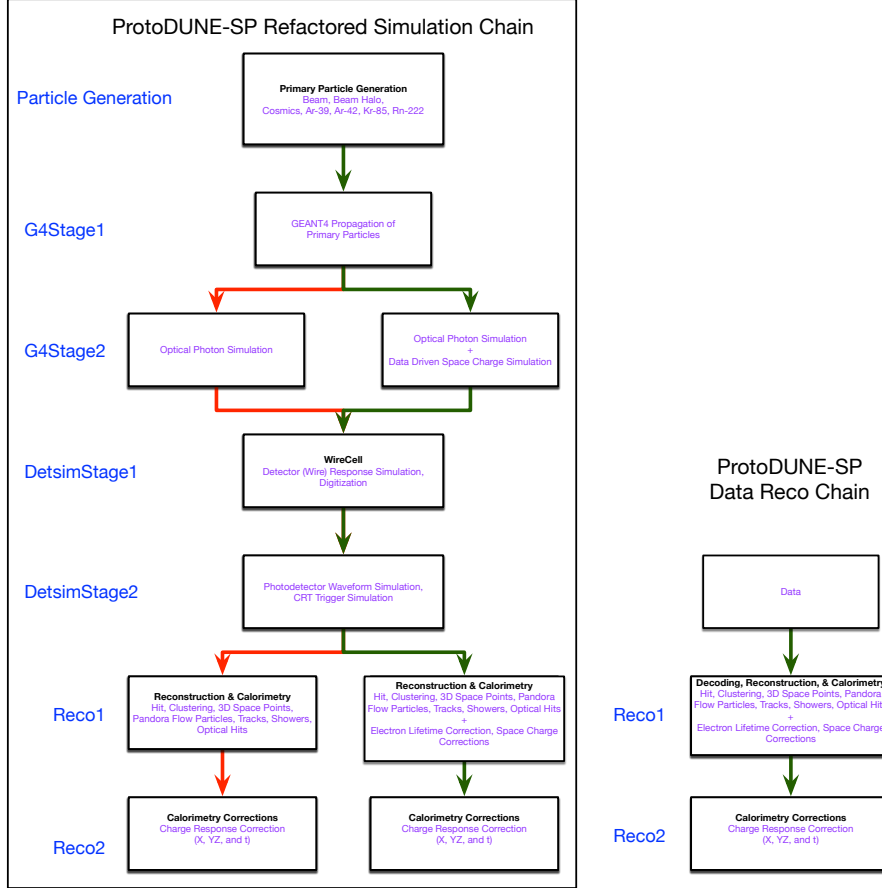 ProtoDUNE-SP Refactored Simulation Chain
Particle Generation
Primary Particle Generation
Beam, Beam Halo,
Cosmics, Ar-39, Ar-42, Kr-85, Rn-222
G4Stage1
GEANT4 Propagation of
Primary Particles
G4Stage2
Optical Photon Simulation
Optical Photon Simulation
+
Data Driven Space Charge Simulation
DetsimStage1
WireCell
Detector (Wire) Response Simulation,
Digitization
DetsimStage2
Photodetector Waveform Simulation,
CRT Trigger Simulation
Reco1
Reconstruction & Calorimetry
Hit, Clustering, 3D Space Points,
Pandora Flow Particles, Tracks, Showers,
Optical Hits
Reconstruction & Calorimetry
Hit, Clustering, 3D Space Points, Pandora
Flow Particles, Tracks, Showers, Optical Hits
+
Electron Lifetime Correction, Space Charge
Corrections
Reco2
Calorimetry Corrections
Charge Response Correction
(X, YZ, and t)
Calorimetry Corrections
Charge Response Correction
(X, YZ, and t)
ProtoDUNE-SP
Data Reco Chain
Data
Reco1
Decoding, Reconstruction, & Calorimetry
Hit, Clustering, 3D Space Points, Pandora
Flow Particles, Tracks, Showers, Optical Hit
+
Electron Lifetime Correction, Space Charge
Corrections
Reco2
Calorimetry Corrections
Charge Response Correction
(X, YZ, and t)